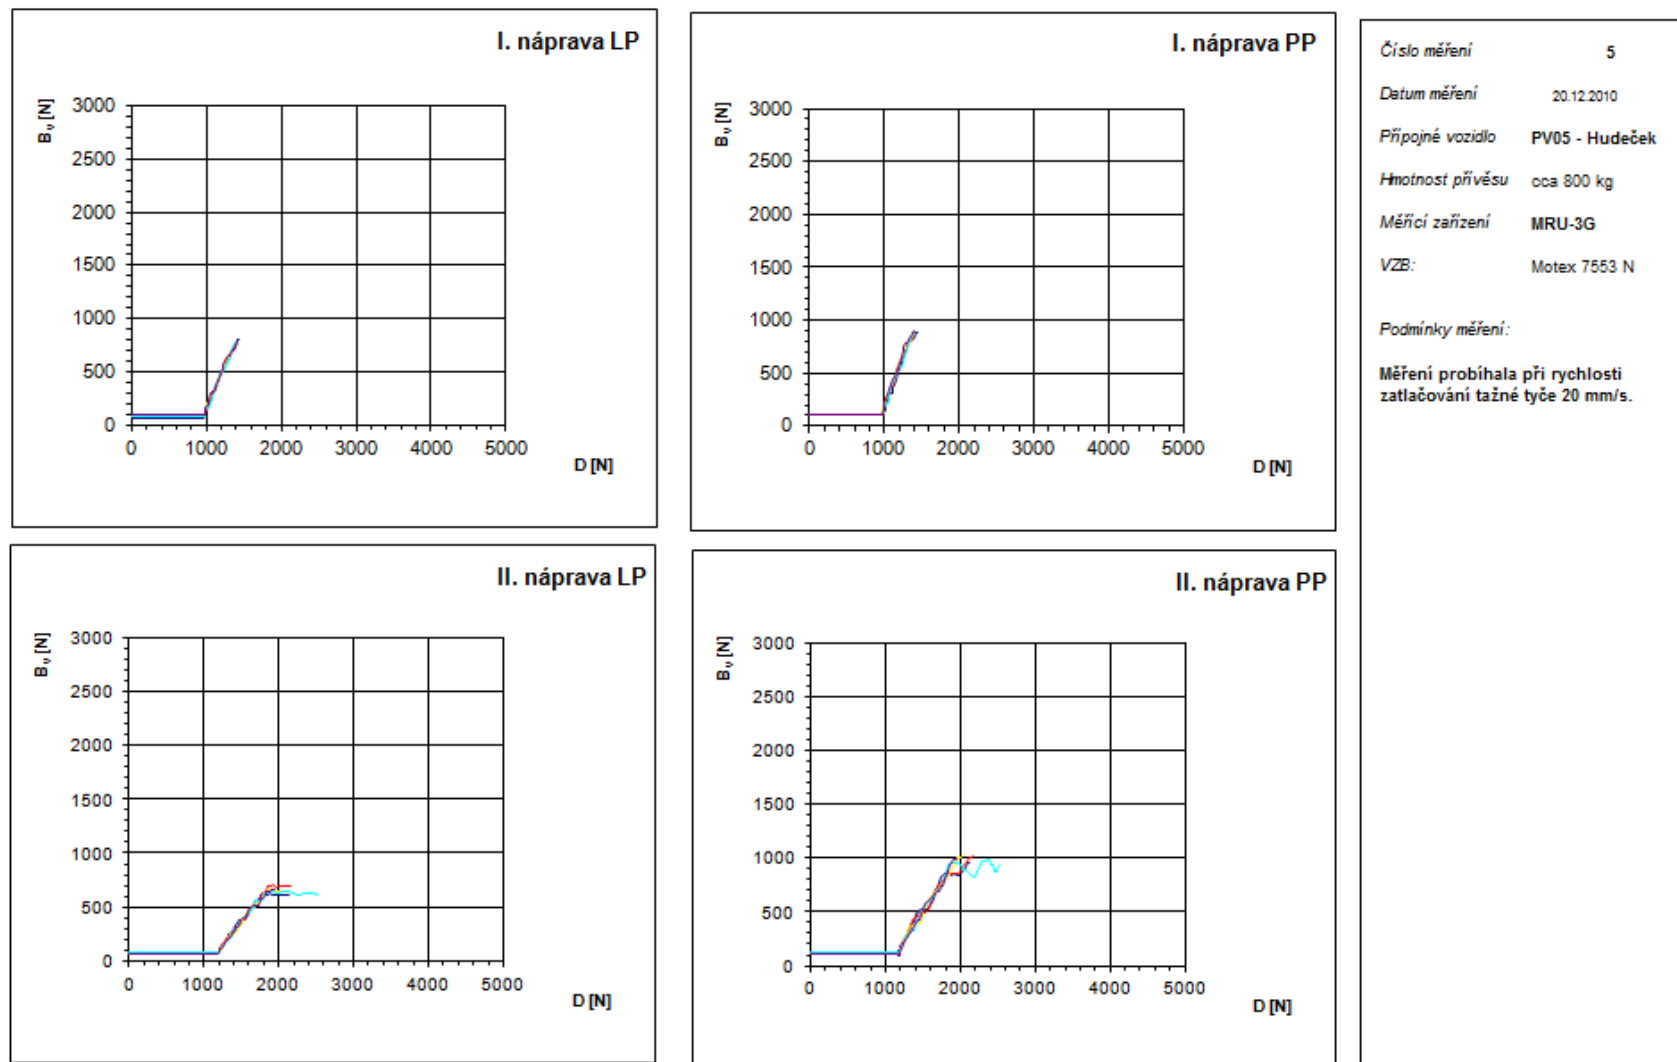 I. náprava LP
B᎐ᵥ [N]
3000
2500
2000
1500
1000
500
0
0 1000 2000 3000 4000 5000
D [N]
I. náprava PP
Bᵥ [N]
3000
2500
2000
1500
1000
500
0
0 1000 2000 3000 4000 5000
D [N]
Číslo měření 5
Datum měření 20.12.2010
Přípojné vozidlo PV05 - Hudeček
Hmotnost přívěsu cca 800 kg
Měřící zařízení MRU-3G
VZB: Motex 7553 N
Podmínky měření:
Měření probíhala při rychlosti
zatlačování tažné tyče 20 mm/s.
II. náprava LP
Bᵥ [N]
3000
2500
2000
1500
1000
500
0
0 1000 2000 3000 4000 5000
D [N]
II. náprava PP
Bᵥ [N]
3000
2500
2000
1500
1000
500
0
0 1000 2000 3000 4000 5000
D [N]